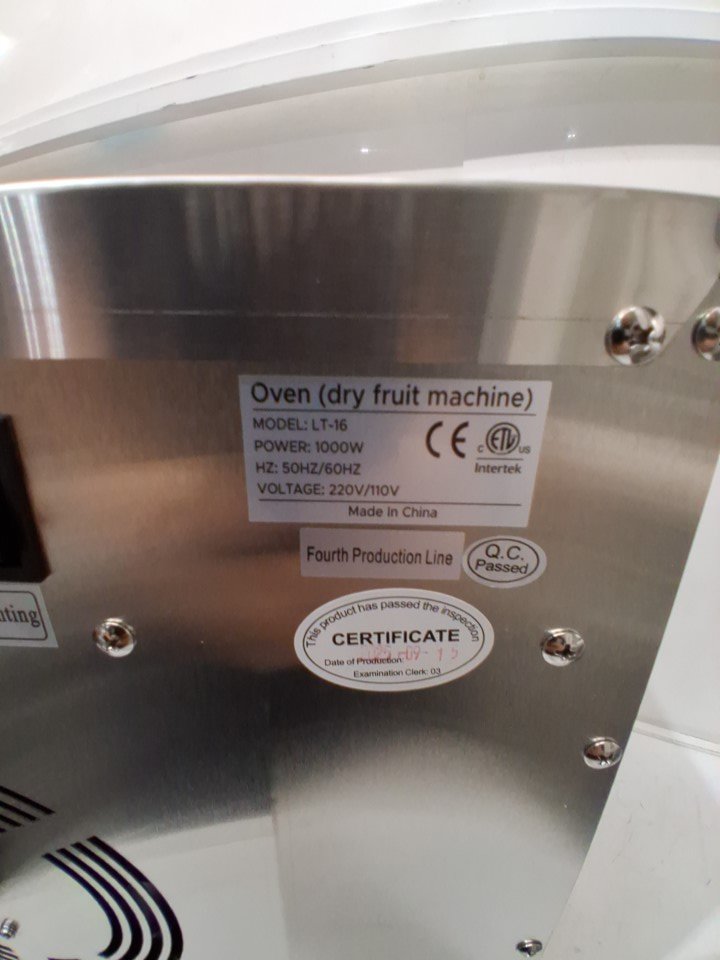 Oven (dry fruit machine)
MODEL: LT-16
POWER: 1000W
HZ: 50HZ/60HZ
VOLTAGE: 220V/110V
CE
C ETL US
Intertek
Made In China
Fourth Production Line
Q.C.
Passed
This product has passed the inspection
CERTIFICATE
Date of Production:
Examination Clerk: 03